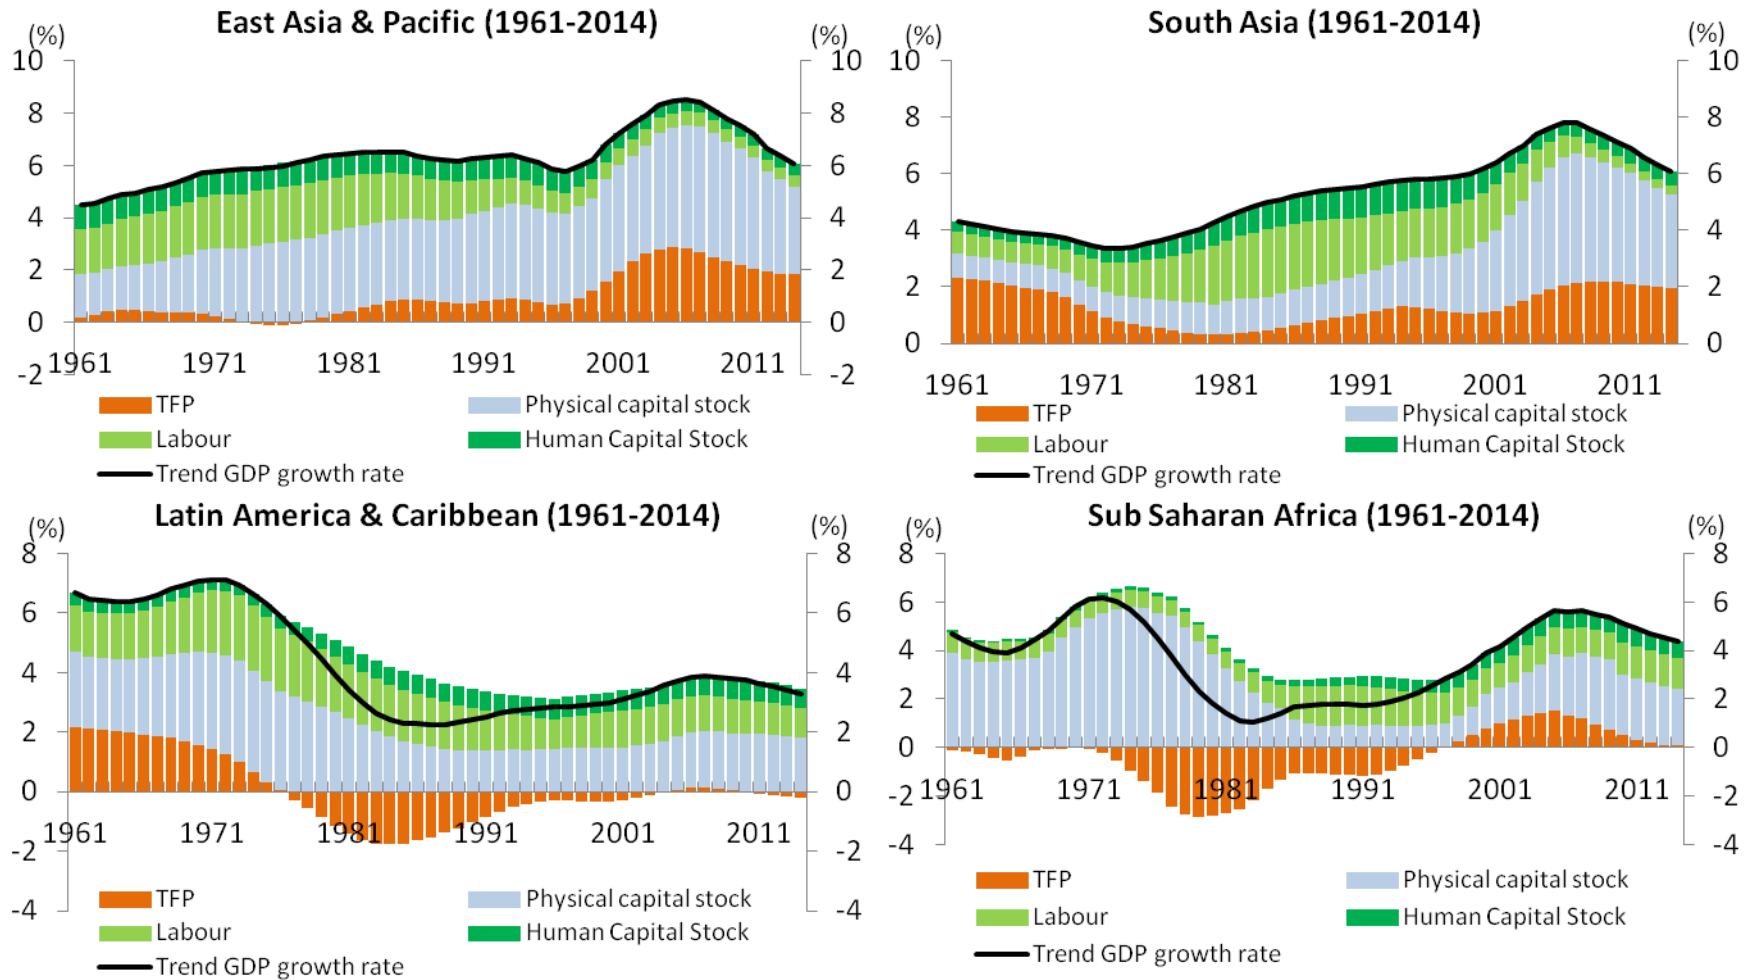 East Asia & Pacific (1961-2014)
(%) (%)
10 10
8 8
6 6
4 4
2 2
0 0
-2 -2
1961 1971 1981 1991 2001 2011
TFP Physical capital stock
Labour Human Capital Stock
Trend GDP growth rate
South Asia (1961-2014)
(%) (%)
10 10
8 8
6 6
4 4
2 2
0 0
1961 1971 1981 1991 2001 2011
TFP Physical capital stock
Labour Human Capital Stock
Trend GDP growth rate
Latin America & Caribbean (1961-2014)
(%) (%)
8 8
6 6
4 4
2 2
0 0
1961 1971 1981 1991 2001 2011
-2 -2
-4 -4
TFP Physical capital stock
Labour Human Capital Stock
Trend GDP growth rate
Sub Saharan Africa (1961-2014)
(%) (%)
8 8
6 6
4 4
2 2
0 0
-2 -2
1961 1971 1981 1991 2001 2011
-4 -4
TFP Physical capital stock
Labour Human Capital Stock
Trend GDP growth rate